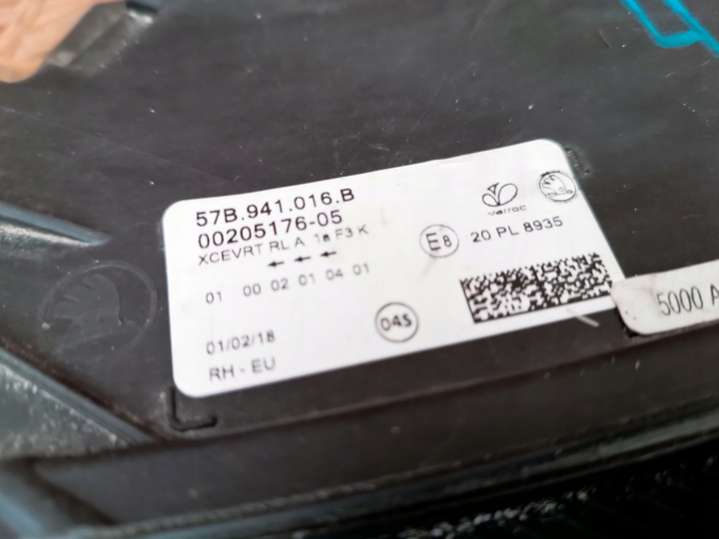 57B.941.016.B
00205176-05
XCEVRT RL A 1a F3 K
01 00 02 01 04 01
01/02/18
RH - EU
04S
varroc
E8
20 PL 8935
5000 A